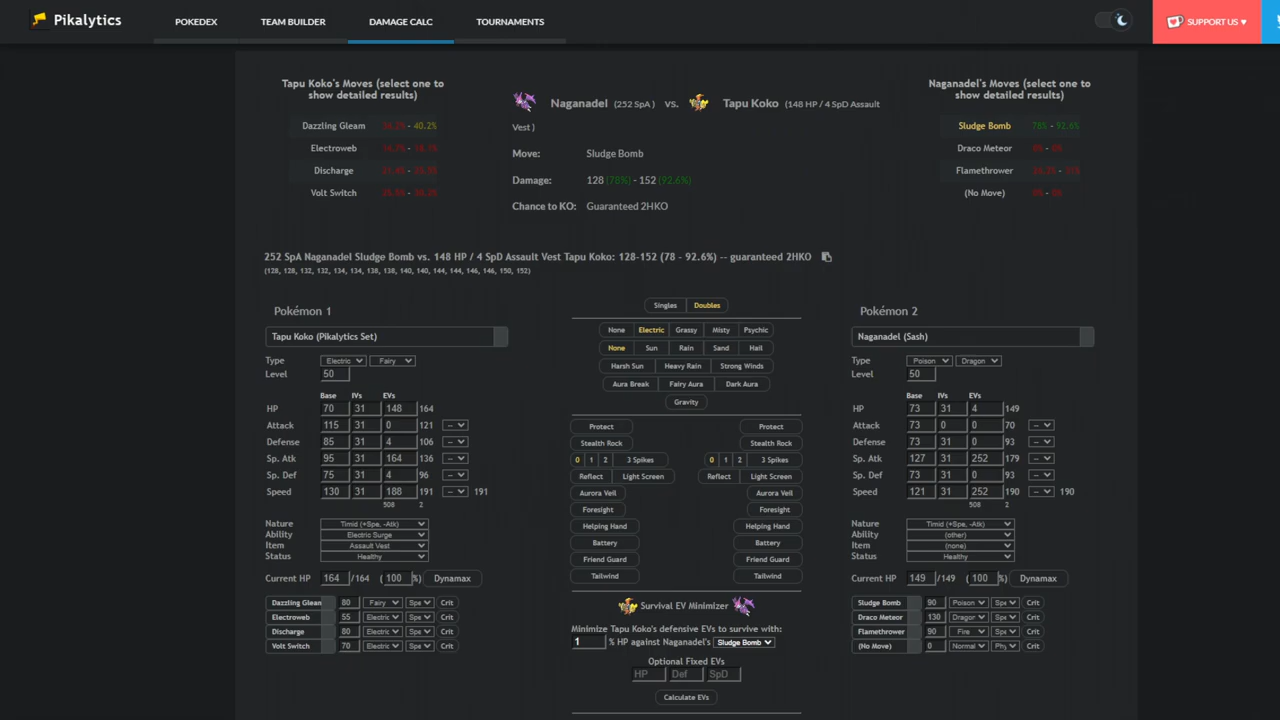 Pikalytics
POKEDEX
TEAM BUILDER
DAMAGE CALC
TOURNAMENTS
SUPPORT US ♥
Tapu Koko's Moves (select one to
show detailed results)
Dazzling Gleam - 40.2%
Electroweb
Discharge
Volt Switch
Naganadel (252 SpA ) VS. Tapu Koko (148 HP / 4 SpD Assault
Vest )
Move: Sludge Bomb
Damage: 128 (78%) - 152 (92.6%)
Chance to KO: Guaranteed 2HKO
Naganadel's Moves (select one to
show detailed results)
Sludge Bomb 78% - 92.6%
Draco Meteor 0% - 0%
Flamethrower
(No Move) 0% - 0%
252 SpA Naganadel Sludge Bomb vs. 148 HP / 4 SpD Assault Vest Tapu Koko: 128-152 (78 - 92.6%) -- guaranteed 2HKO
(128, 128, 132, 132, 134, 134, 138, 138, 140, 140, 144, 144, 146, 146, 150, 152)
Pokémon 1
Tapu Koko (Pikalytics Set)
Type Electric Fairy
Level 50
Base IVs EVs
HP 70 31 148 164
Attack 115 31 0 121 --
Defense 85 31 4 106 --
Sp. Atk 95 31 164 136 --
Sp. Def 75 31 4 96 --
Speed 130 31 188 191 -- 191
508 2
Nature Timid (+Spe, -Atk)
Ability Electric Surge
Item Assault Vest
Status Healthy
Current HP 164 /164 ( 100 %) Dynamax
Dazzling Gleam 80 Fairy Spe Crit
Electroweb 55 Electric Spe Crit
Discharge 80 Electric Spe Crit
Volt Switch 70 Electric Spe Crit
Singles Doubles
None Electric Grassy Misty Psychic
None Sun Rain Sand Hail
Harsh Sun Heavy Rain Strong Winds
Aura Break Fairy Aura Dark Aura
Gravity
Protect Protect
Stealth Rock Stealth Rock
0 1 2 3 Spikes 0 1 2 3 Spikes
Reflect Light Screen Reflect Light Screen
Aurora Veil Aurora Veil
Foresight Foresight
Helping Hand Helping Hand
Battery Battery
Friend Guard Friend Guard
Tailwind Tailwind
Survival EV Minimizer
Minimize Tapu Koko's defensive EVs to survive with:
1 % HP against Naganadel's Sludge Bomb
Optional Fixed EVs
HP Def SpD
Calculate EVs
Pokémon 2
Naganadel (Sash)
Type Poison Dragon
Level 50
Base IVs EVs
HP 73 31 4 149
Attack 73 0 0 70 --
Defense 73 31 0 93 --
Sp. Atk 127 31 252 179 --
Sp. Def 73 31 0 93 --
Speed 121 31 252 190 -- 190
508 2
Nature Timid (+Spe, -Atk)
Ability (other)
Item (none)
Status Healthy
Current HP 149 /149 ( 100 %) Dynamax
Sludge Bomb 90 Poison Spe Crit
Draco Meteor 130 Dragor Spe Crit
Flamethrower 90 Fire Spe Crit
(No Move) 0 Normal Phy Crit